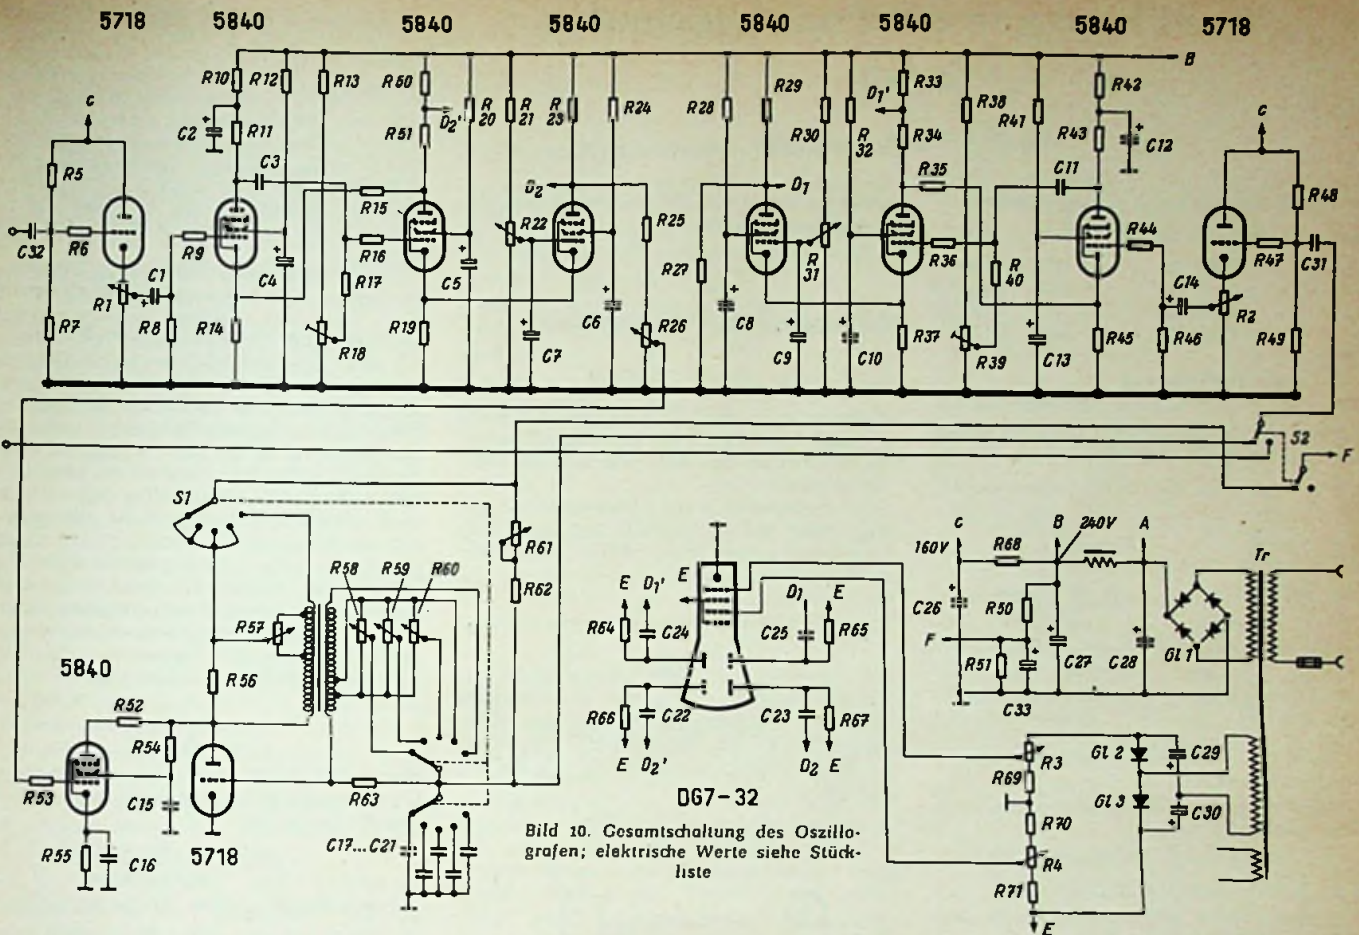 5718 5840 5840 5840 5840 5840 5840 5718
B
R10 R12 R13 R50 R20 R21 R23 R24 R28 R29 R30 R32 R33 R38 R41 R42
C C2 R11 R51 D2' D1' R34 R43 C12 C
R5 C3 R15 D2 R22 R25 D1 R35 C11 R48
C32 R6 R9 C4 R16 R17 C5 R27 R31 R36 R40 R44 R47 C31
R1 C1 C6 C8 C14 R2
R7 R8 R14 R18 R19 C7 R26 C9 C10 R37 R39 C13 R45 R46 R49
S2 F
S1
R61 C 160V R68 B 240V A Tr
R58 R59 R60 R62 E D1' E D1 E
R57 R64 C24 C25 R65 C26 R50 F R51 C27 C28 Gl 1
5840 R56 C33
R52 R54 R66 C22 C23 R67
E D2' D2 E
R53 C15 R63 DG7-32 R3 Gl 2 C29
R69 Gl 3 C30
R55 C16 5718 C17...C21 R70
R4
R71
E
Bild 10. Gesamtschaltung des Oszillo-
grafen; elektrische Werte siehe Stück-
liste